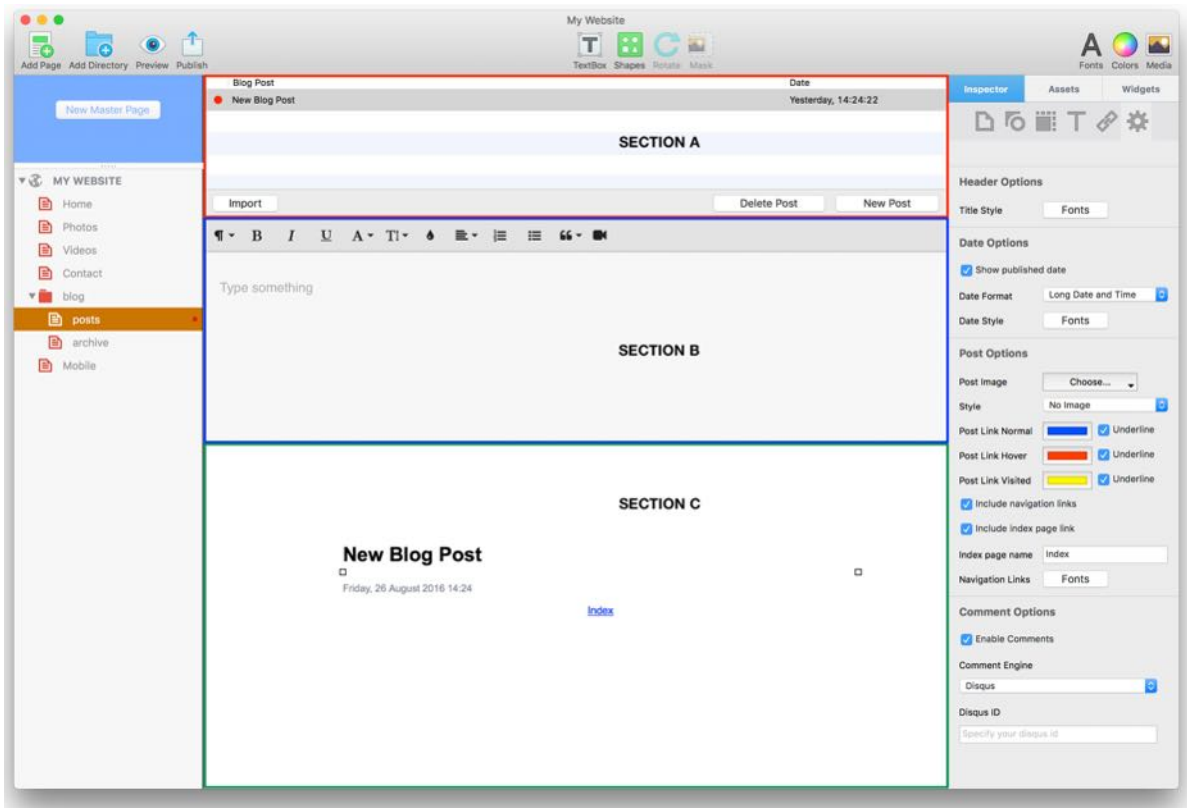 My Website
Add Page Add Directory Preview Publish
TextBox Shapes Rotate Mask
Fonts Colors Media
New Master Page
MY WEBSITE
Home
Photos
Videos
Contact
blog
posts
archive
Mobile
Blog Post Date
New Blog Post Yesterday, 14:24:22
SECTION A
Import Delete Post New Post
B I U A T
Type something
SECTION B
SECTION C
New Blog Post
Friday, 26 August 2016 14:24
Index
Inspector Assets Widgets
Header Options
Title Style Fonts
Date Options
Show published date
Date Format Long Date and Time
Date Style Fonts
Post Options
Post Image Choose...
Style No Image
Post Link Normal Underline
Post Link Hover Underline
Post Link Visited Underline
Include navigation links
Include index page link
Index page name Index
Navigation Links Fonts
Comment Options
Enable Comments
Comment Engine
Disqus
Disqus ID
Specify your disqus id